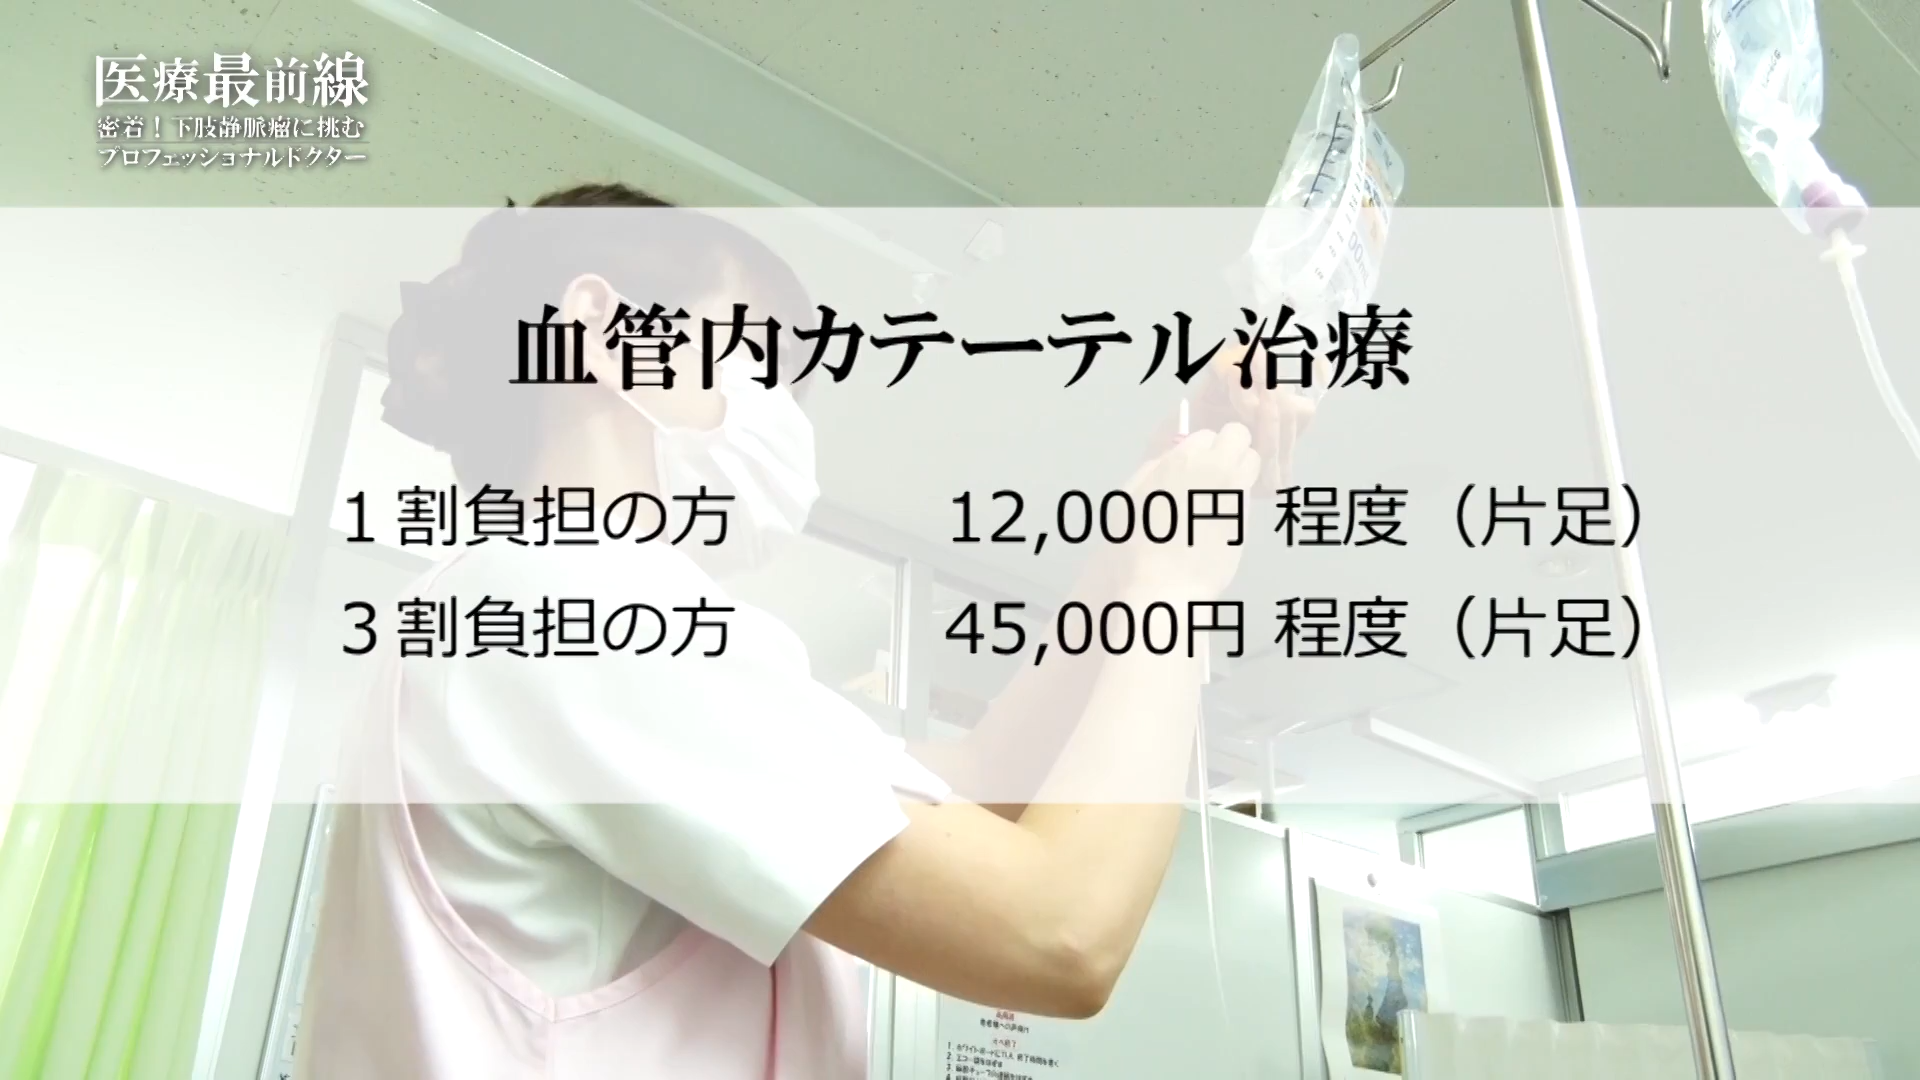 医療最前線
密着！下肢静脈瘤に挑む
プロフェッショナルドクター
血管内カテーテル治療
1割負担の方 12,000円 程度（片足）
3割負担の方 45,000円 程度（片足）